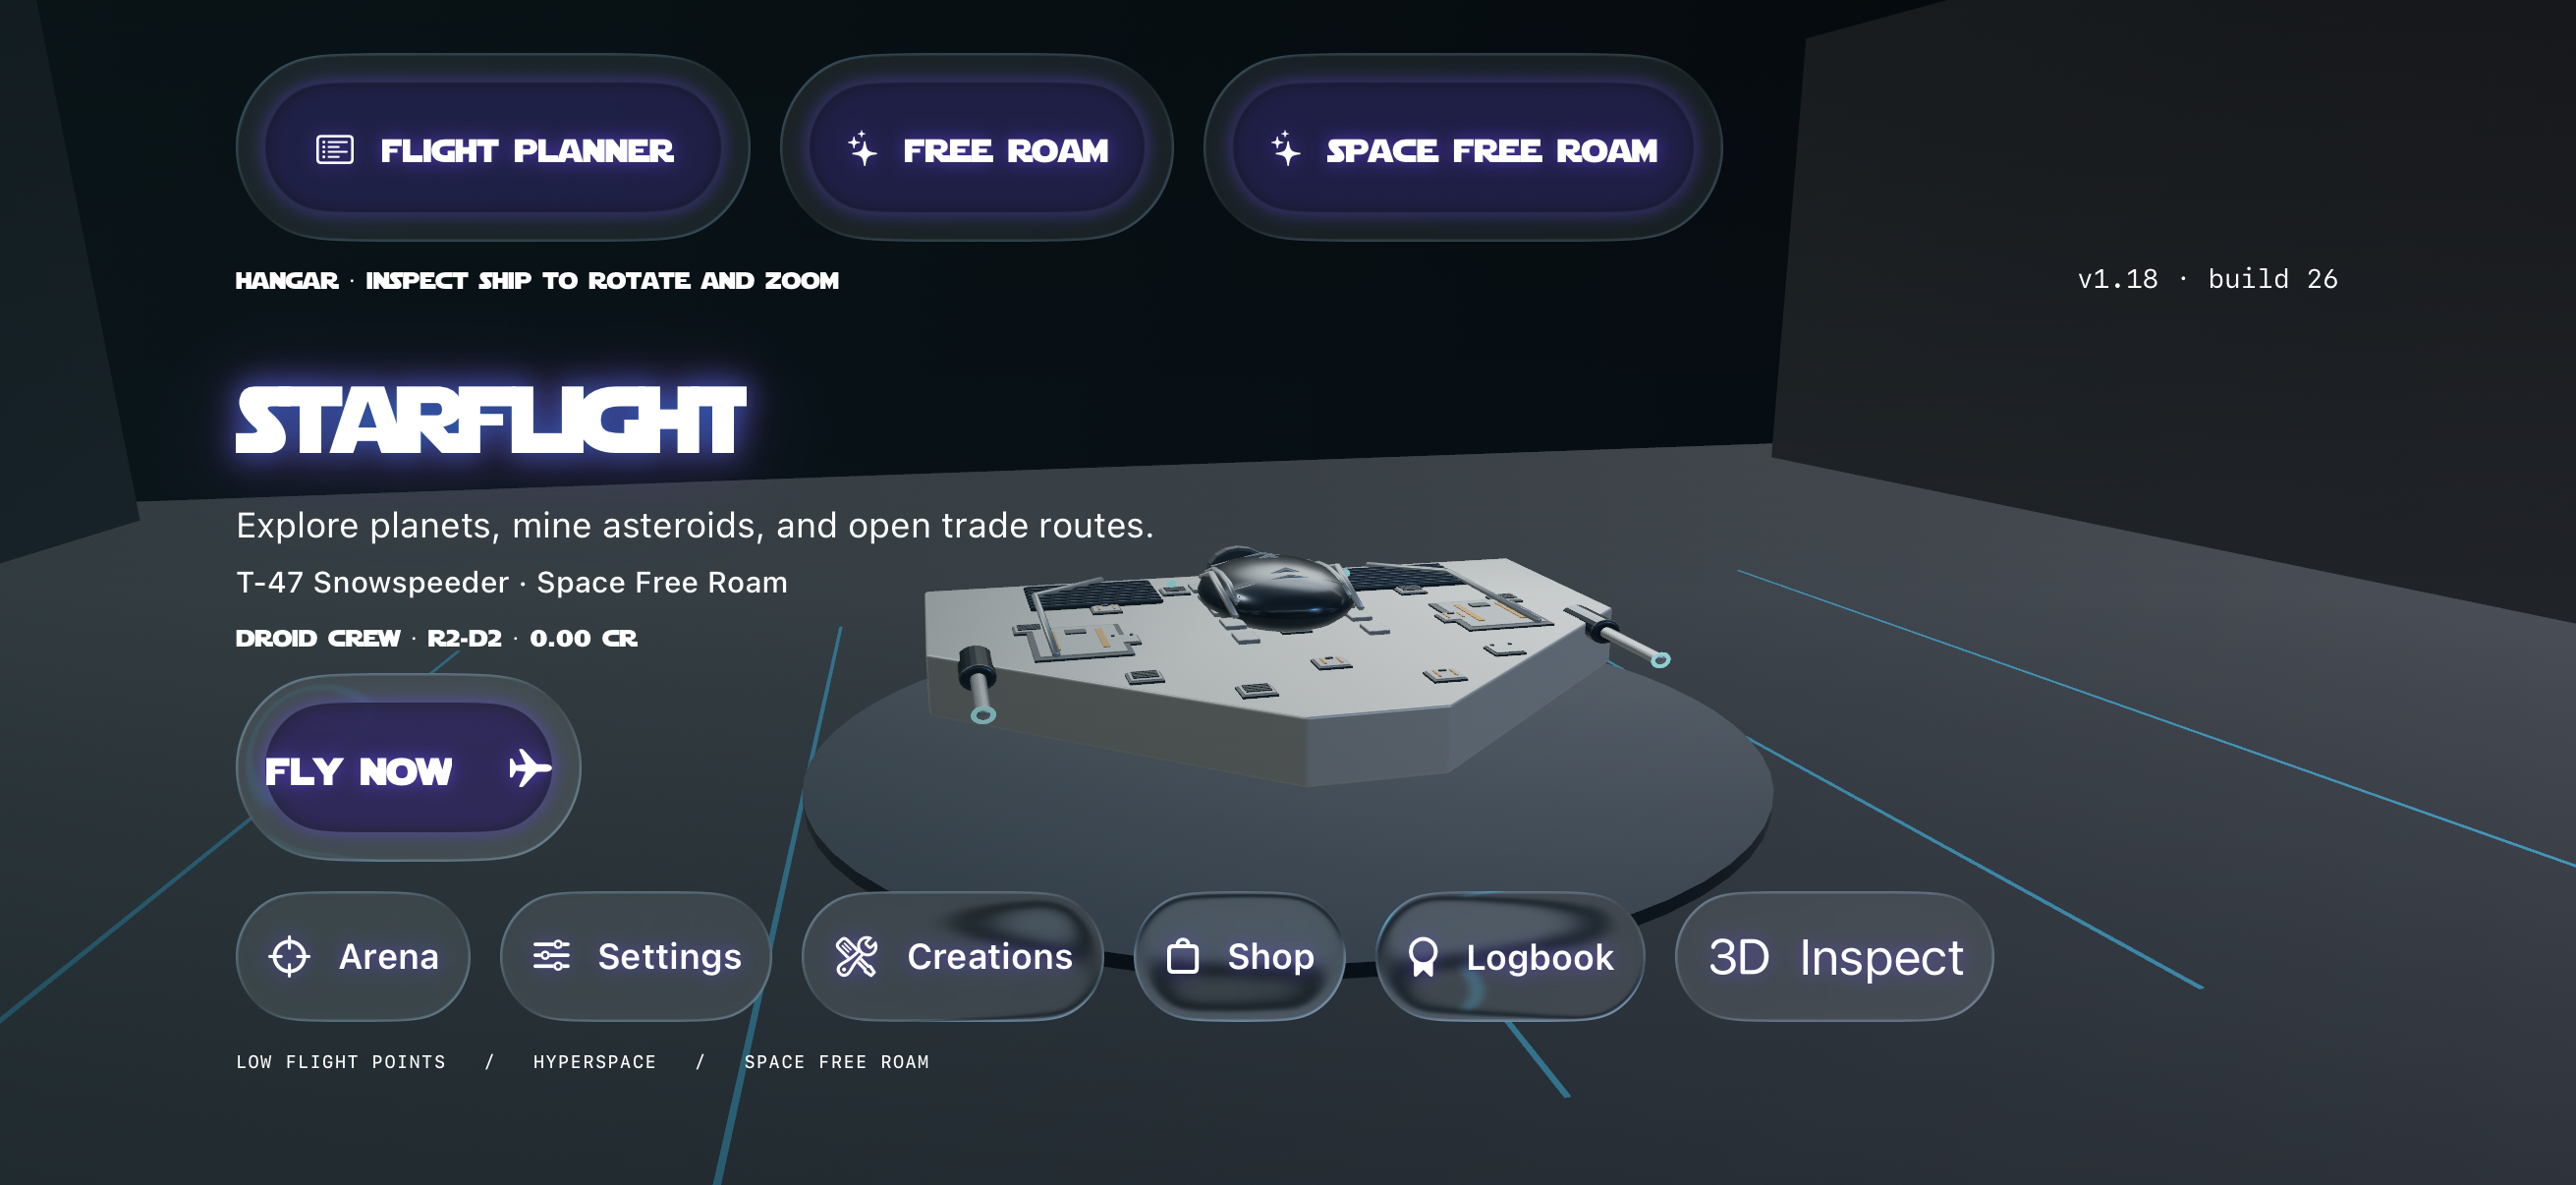 FLIGHT PLANNER
FREE ROAM
SPACE FREE ROAM
HANGAR · INSPECT SHIP TO ROTATE AND ZOOM
v1.18 · build 26
STARFLIGHT
Explore planets, mine asteroids, and open trade routes.
T-47 Snowspeeder · Space Free Roam
DROID CREW · R2-D2 · 0.00 CR
FLY NOW
Arena
Settings
Creations
Shop
Logbook
3D Inspect
LOW FLIGHT POINTS / HYPERSPACE / SPACE FREE ROAM